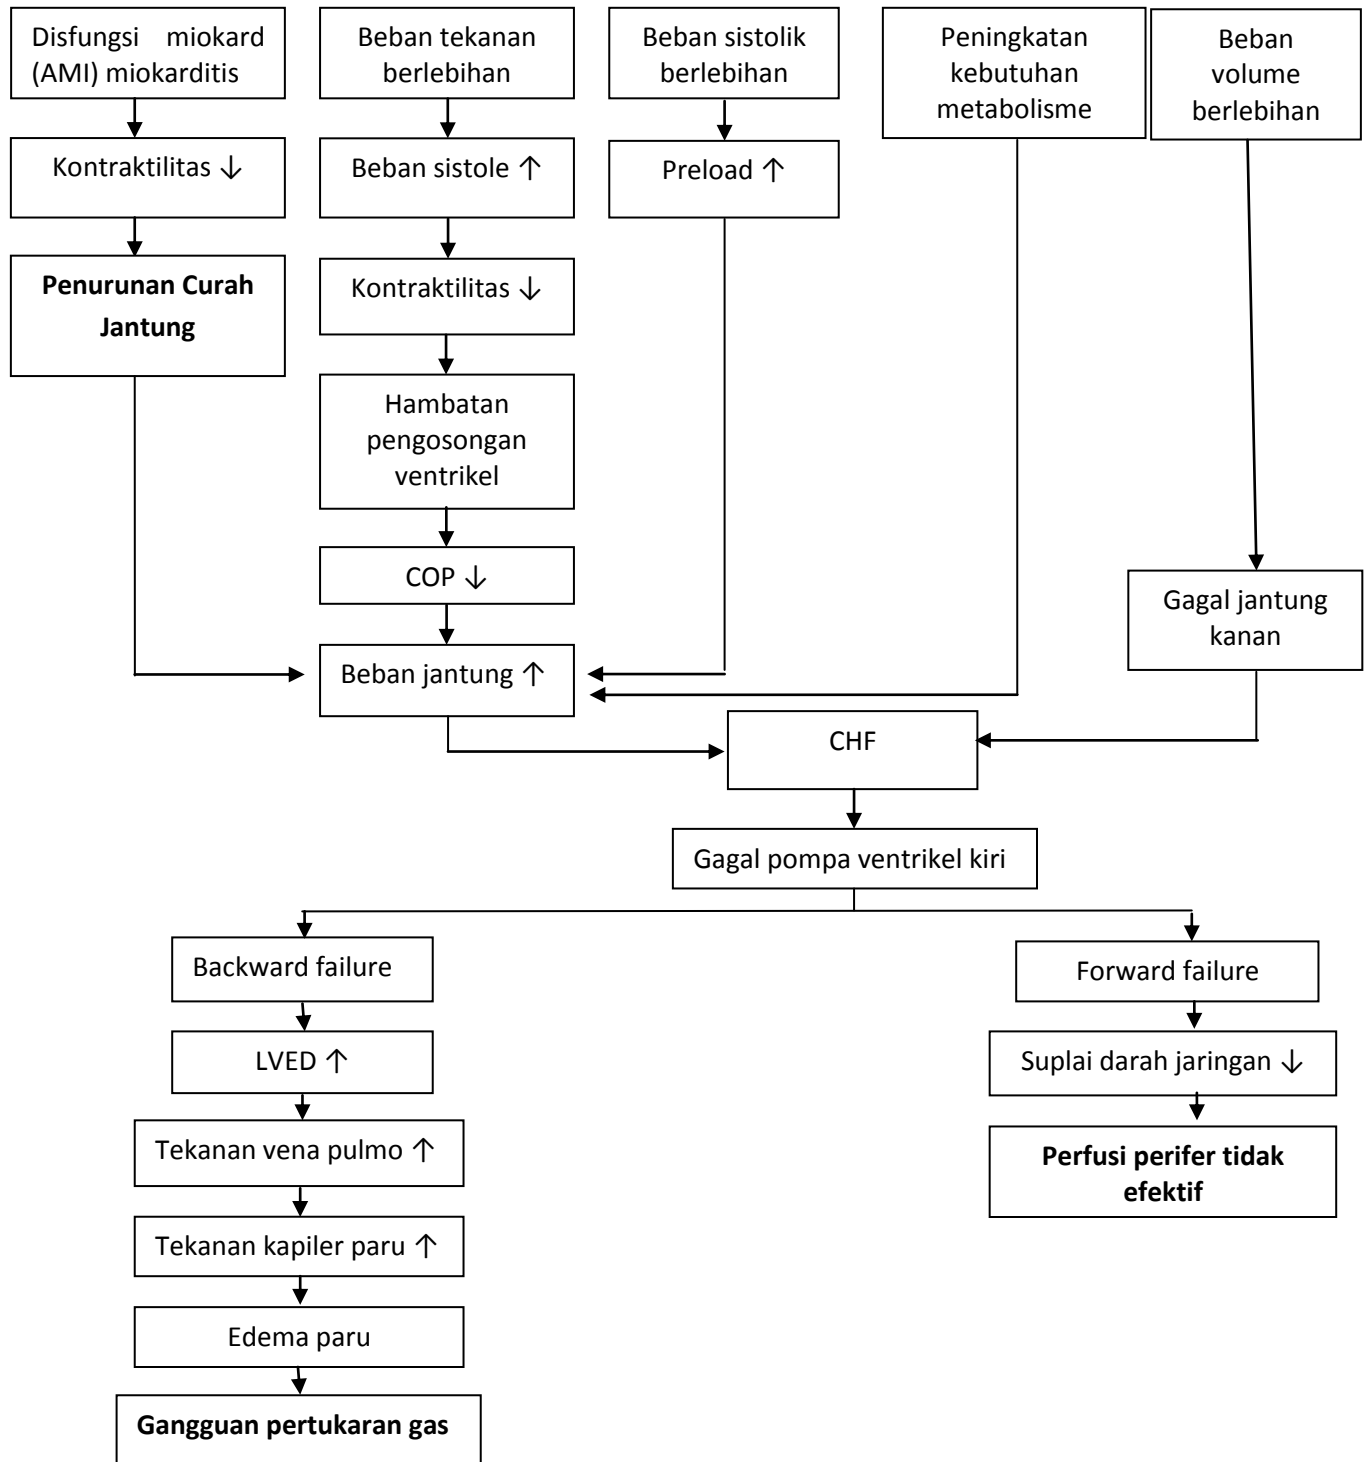 Disfungsi miokard
(AMI) miokarditis
Beban tekanan
berlebihan
Beban sistolik
berlebihan
Peningkatan
kebutuhan
metabolisme
Beban
volume
berlebihan
Kontraktilitas ↓
Beban sistole ↑
Preload ↑
Penurunan Curah
Jantung
Kontraktilitas ↓
Hambatan
pengosongan
ventrikel
COP ↓
Gagal jantung
kanan
Beban jantung ↑
CHF
Gagal pompa ventrikel kiri
Backward failure
Forward failure
LVED ↑
Suplai darah jaringan ↓
Tekanan vena pulmo ↑
Perfusi perifer tidak
efektif
Tekanan kapiler paru ↑
Edema paru
Gangguan pertukaran gas